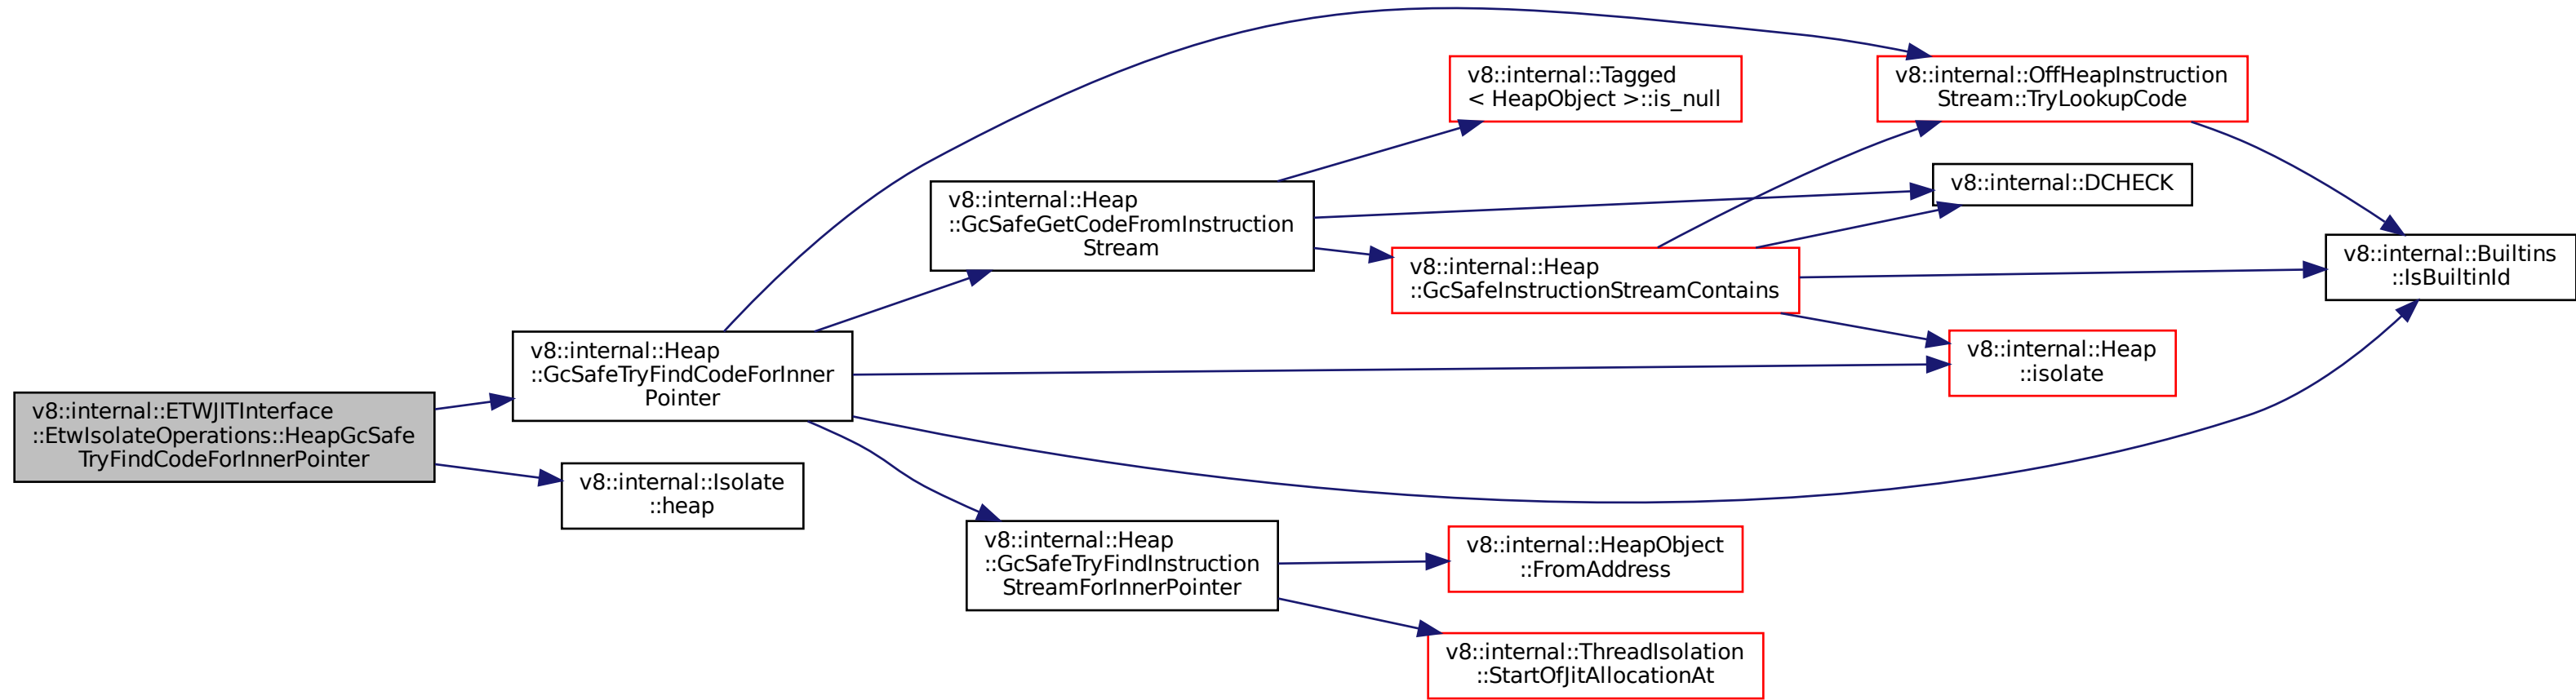 v8::internal::ETWJITInterface
::EtwIsolateOperations::HeapGcSafe
TryFindCodeForInnerPointer
v8::internal::Heap
::GcSafeTryFindCodeForInner
Pointer
v8::internal::Isolate
::heap
v8::internal::Heap
::GcSafeGetCodeFromInstruction
Stream
v8::internal::Heap
::GcSafeTryFindInstruction
StreamForInnerPointer
v8::internal::Tagged
< HeapObject >::is_null
v8::internal::Heap
::GcSafeInstructionStreamContains
v8::internal::HeapObject
::FromAddress
v8::internal::ThreadIsolation
::StartOfJitAllocationAt
v8::internal::OffHeapInstruction
Stream::TryLookupCode
v8::internal::DCHECK
v8::internal::Heap
::isolate
v8::internal::Builtins
::IsBuiltinId